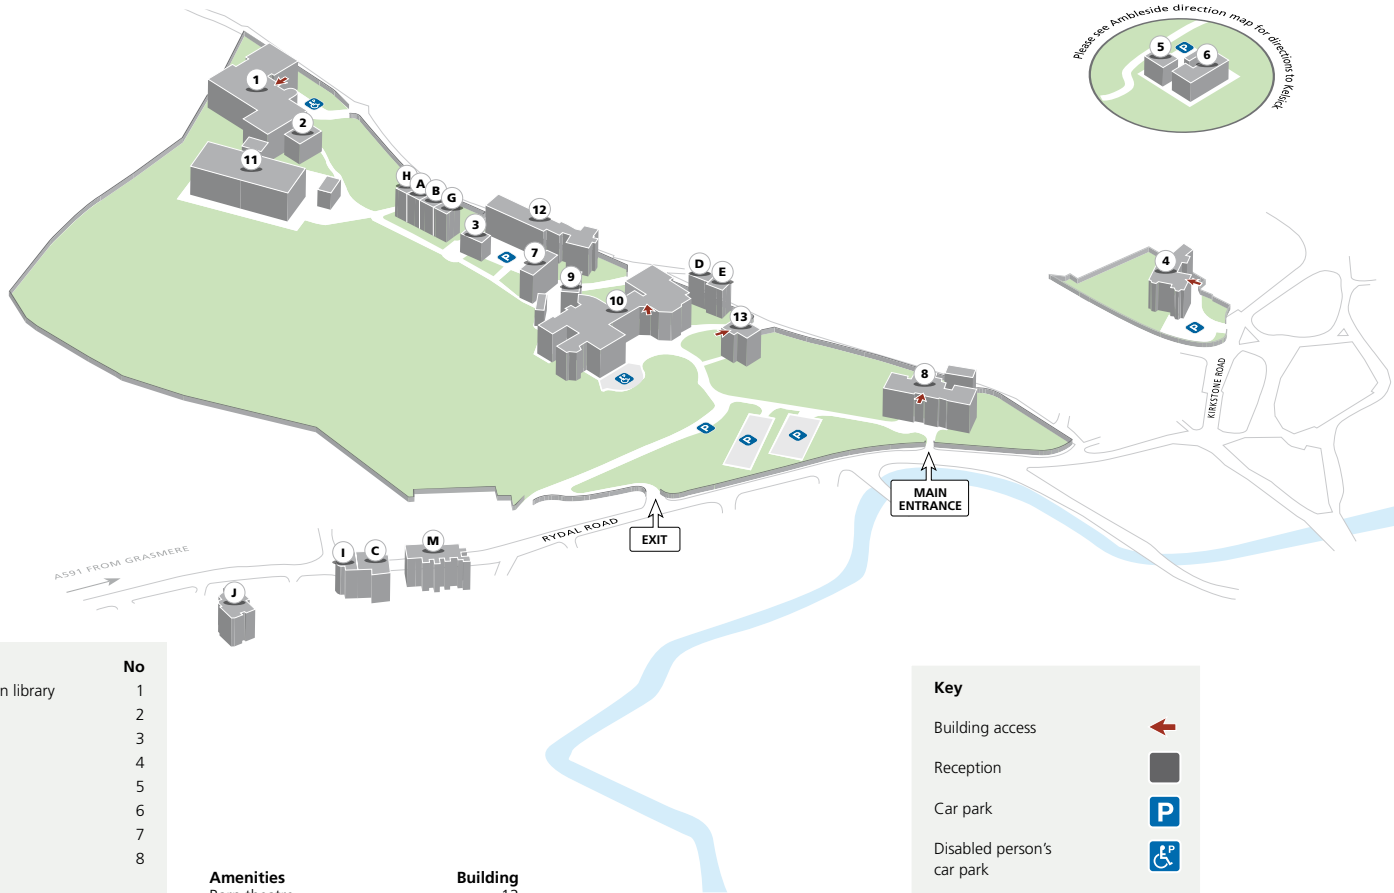 Please see Ambleside direction map for directions to Kelsick
5
P
6
1
2
11
H
A
B
G
12
3
P
7
9
10
D
E
13
4
P
8
KIRKSTONE ROAD
P
P
P
MAIN
ENTRANCE
EXIT
RYDAL ROAD
A591 FROM GRASMERE
I
C
M
J
No
n library 1
2
3
4
5
6
7
8
Amenities Building
Key
Building access
Reception
Car park P
Disabled person's P
car park